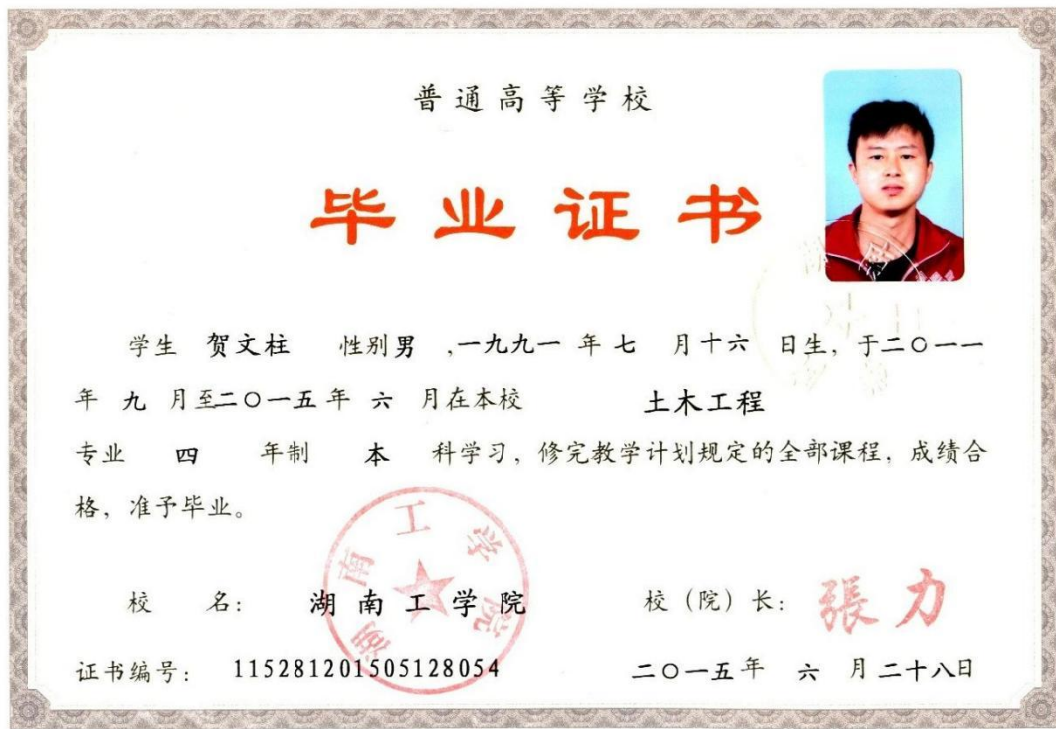 普通高等学校
毕业证书
学生 贺文柱 性别男 ,一九九一 年 七 月十六 日生, 于二〇一一
年 九 月至二〇一五年 六 月在本校 土木工程
专业 四 年制 本 科学习, 修完教学计划规定的全部课程, 成绩合
格, 准予毕业。
校 名: 湖南工学院 校(院)长: 張力
湖南工学院
证书编号: 115281201505128054 二〇一五年 六 月二十八日